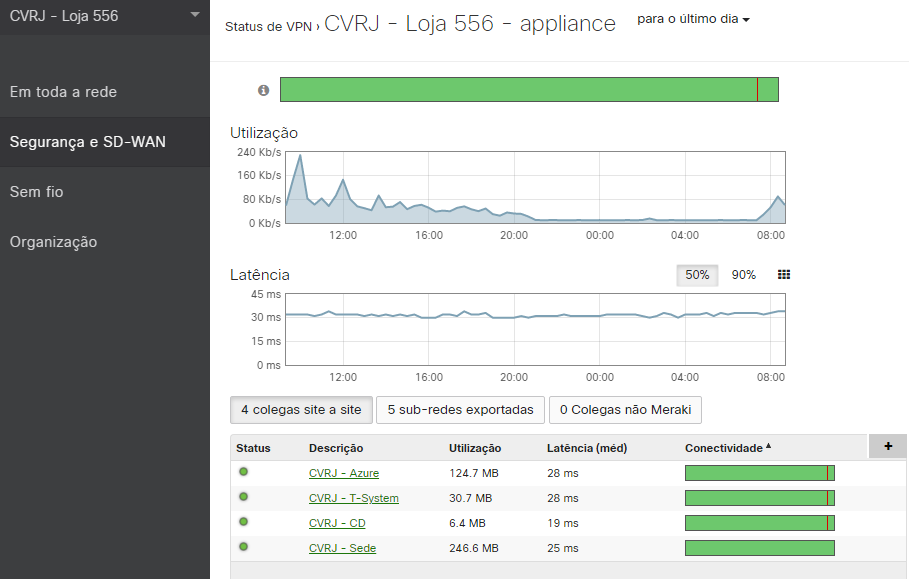 CVRJ - Loja 556
Status de VPN › CVRJ - Loja 556 - appliance para o último dia
Em toda a rede
Segurança e SD-WAN
Sem fio
Organização
Utilização
240 Kb/s
160 Kb/s
80 Kb/s
0 Kb/s
12:00 16:00 20:00 00:00 04:00 08:00
Latência 50% 90%
45 ms
30 ms
15 ms
0 ms
12:00 16:00 20:00 00:00 04:00 08:00
4 colegas site a site 5 sub-redes exportadas 0 Colegas não Meraki
Status Descrição Utilização Latência (méd) Conectividade +
CVRJ - Azure 124.7 MB 28 ms
CVRJ - T-System 30.7 MB 28 ms
CVRJ - CD 6.4 MB 19 ms
CVRJ - Sede 246.6 MB 25 ms